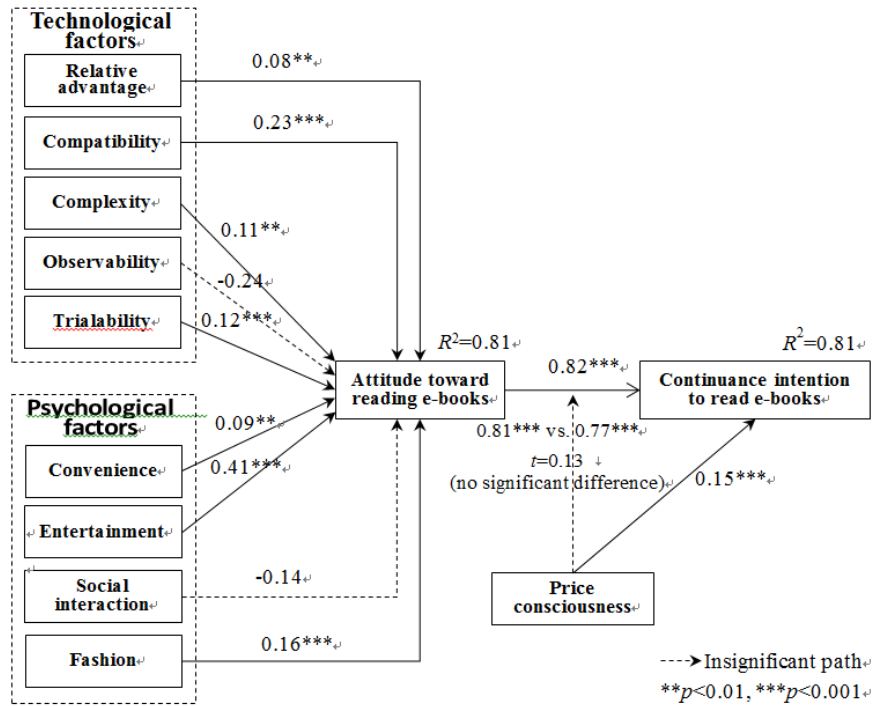 Technological
factors
Relative
advantage
0.08**
Compatibility
0.23***
Complexity
0.11**
Observability
-0.24
Trialability
0.12***
R²=0.81
R²=0.81
Attitude toward
reading e-books
0.82***
Continuance intention
to read e-books
Psychological
factors
0.81*** vs. 0.77***
t=0.13
(no significant difference)
0.15***
Convenience
0.09**
Entertainment
0.41***
Social
interaction
-0.14
Price
consciousness
Fashion
0.16***
Insignificant path
**p<0.01, ***p<0.001